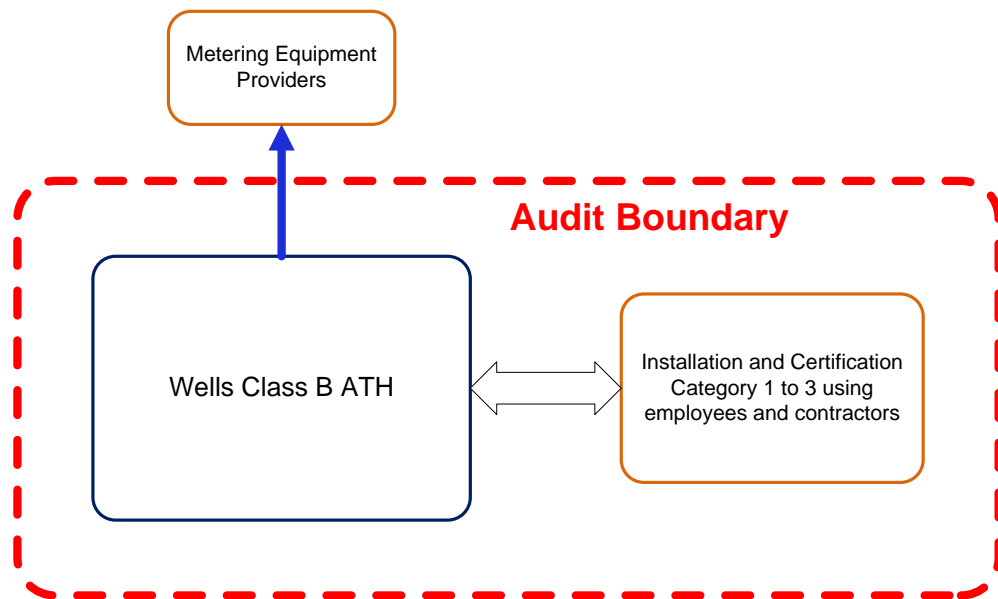 Metering Equipment
Providers
Audit Boundary
Wells Class B ATH
Installation and Certification
Category 1 to 3 using
employees and contractors